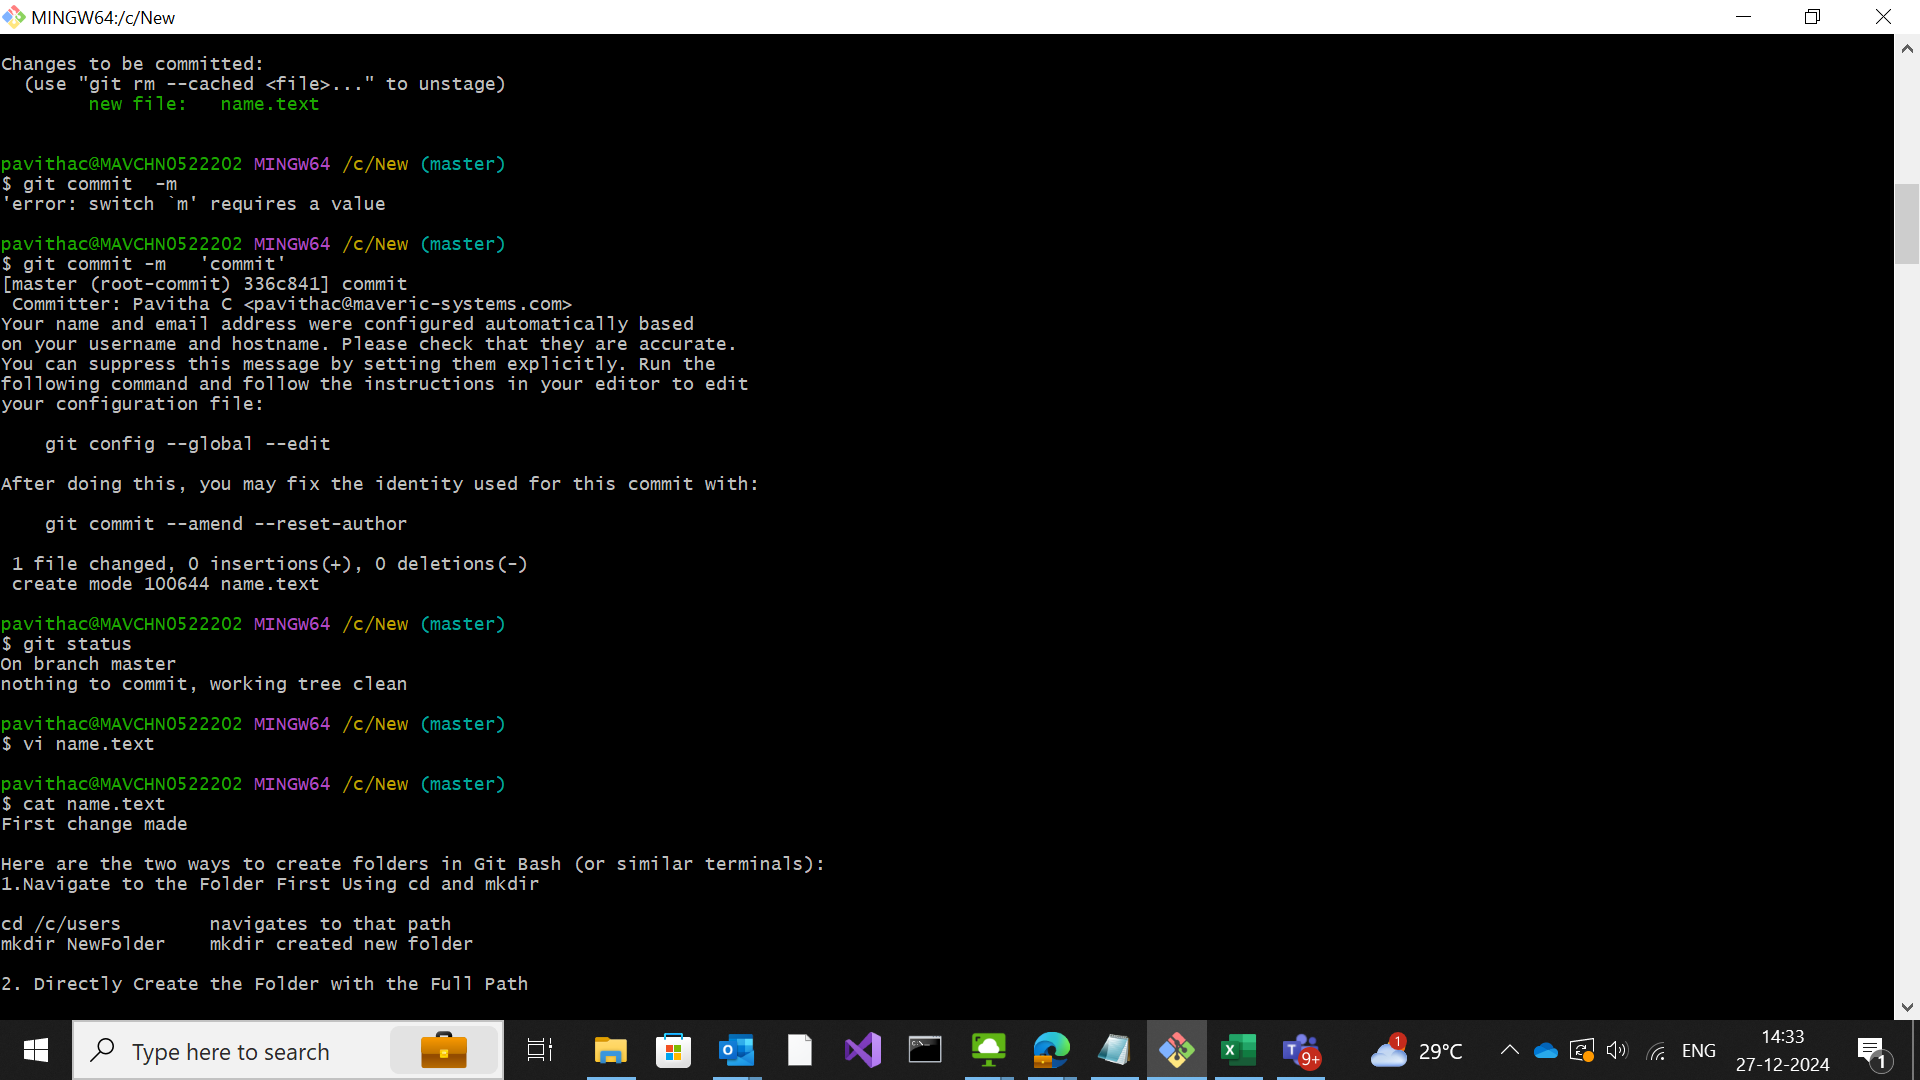 MINGW64:/c/New
Changes to be committed:
  (use "git rm --cached <file>..." to unstage)
        new file:   name.text
pavithac@MAVCHN0522202 MINGW64 /c/New (master)
$ git commit  -m
'error: switch `m' requires a value
pavithac@MAVCHN0522202 MINGW64 /c/New (master)
$ git commit -m   'commit'
[master (root-commit) 336c841] commit
 Committer: Pavitha C <pavithac@maveric-systems.com>
Your name and email address were configured automatically based
on your username and hostname. Please check that they are accurate.
You can suppress this message by setting them explicitly. Run the
following command and follow the instructions in your editor to edit
your configuration file:
    git config --global --edit
After doing this, you may fix the identity used for this commit with:
    git commit --amend --reset-author
 1 file changed, 0 insertions(+), 0 deletions(-)
 create mode 100644 name.text
pavithac@MAVCHN0522202 MINGW64 /c/New (master)
$ git status
On branch master
nothing to commit, working tree clean
pavithac@MAVCHN0522202 MINGW64 /c/New (master)
$ vi name.text
pavithac@MAVCHN0522202 MINGW64 /c/New (master)
$ cat name.text
First change made
Here are the two ways to create folders in Git Bash (or similar terminals):
1.Navigate to the Folder First Using cd and mkdir
cd /c/users        navigates to that path
mkdir NewFolder    mkdir created new folder
2. Directly Create the Folder with the Full Path
Type here to search
9+
1
29°C
ENG
14:33
27-12-2024
1